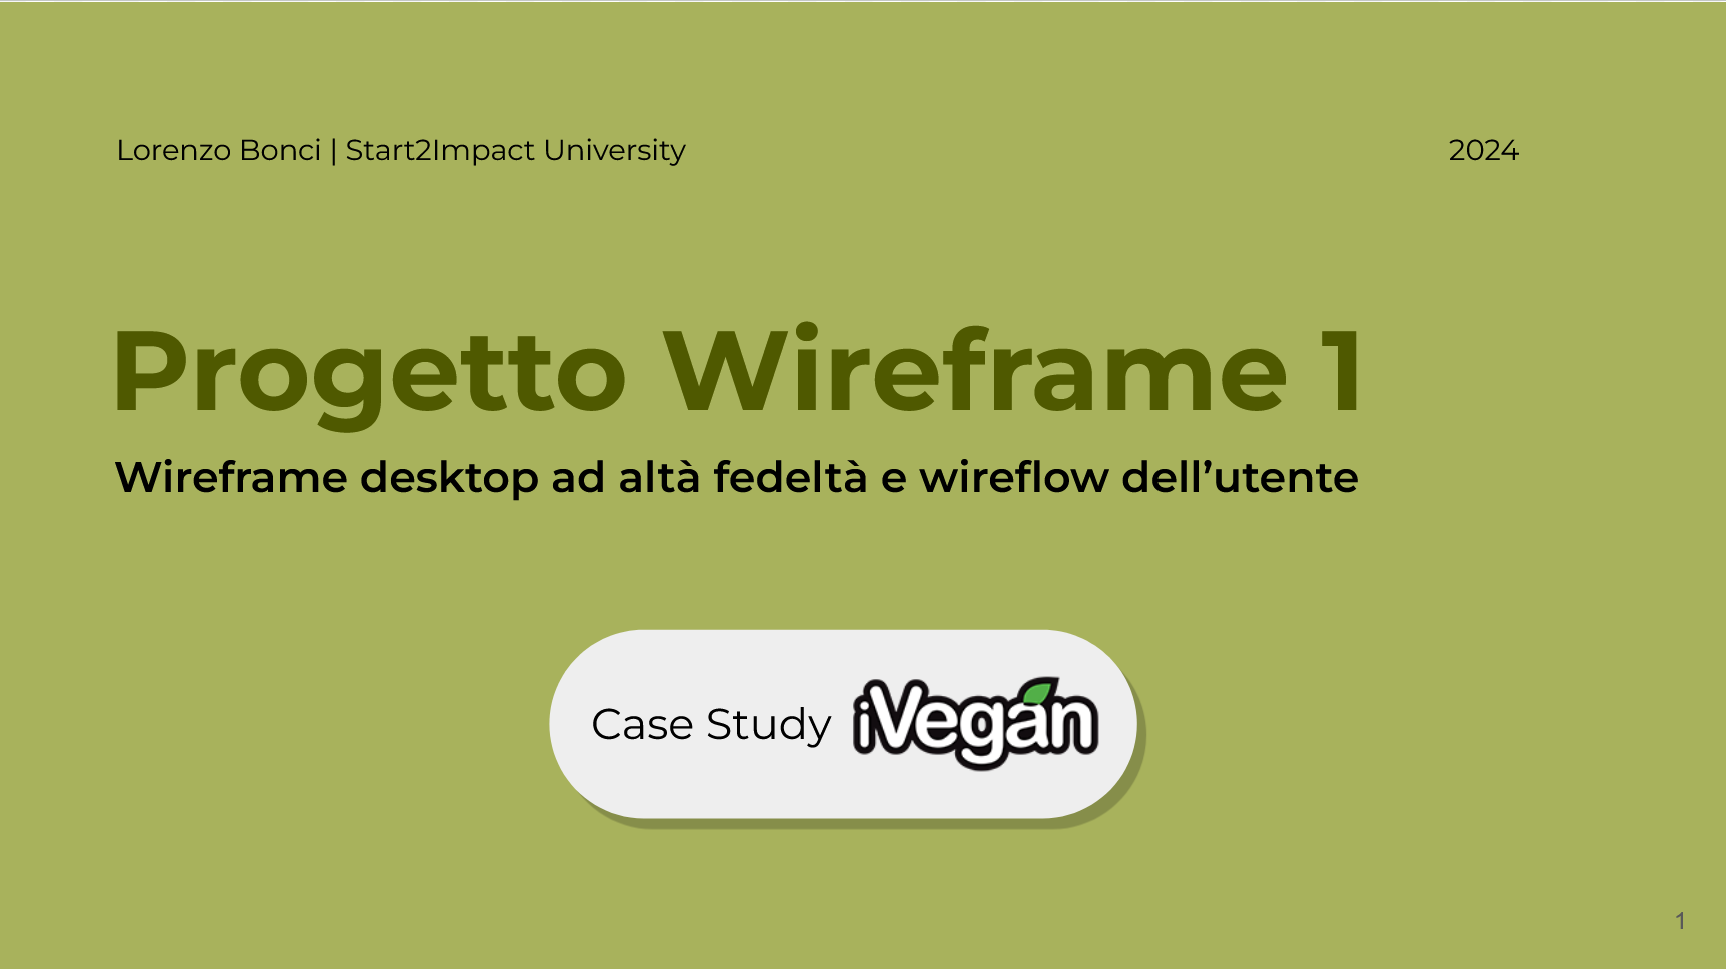 Lorenzo Bonci | Start2Impact University
2024
Progetto Wireframe 1
Wireframe desktop ad altà fedeltà e wireflow dell’utente
Case Study iVegan
1